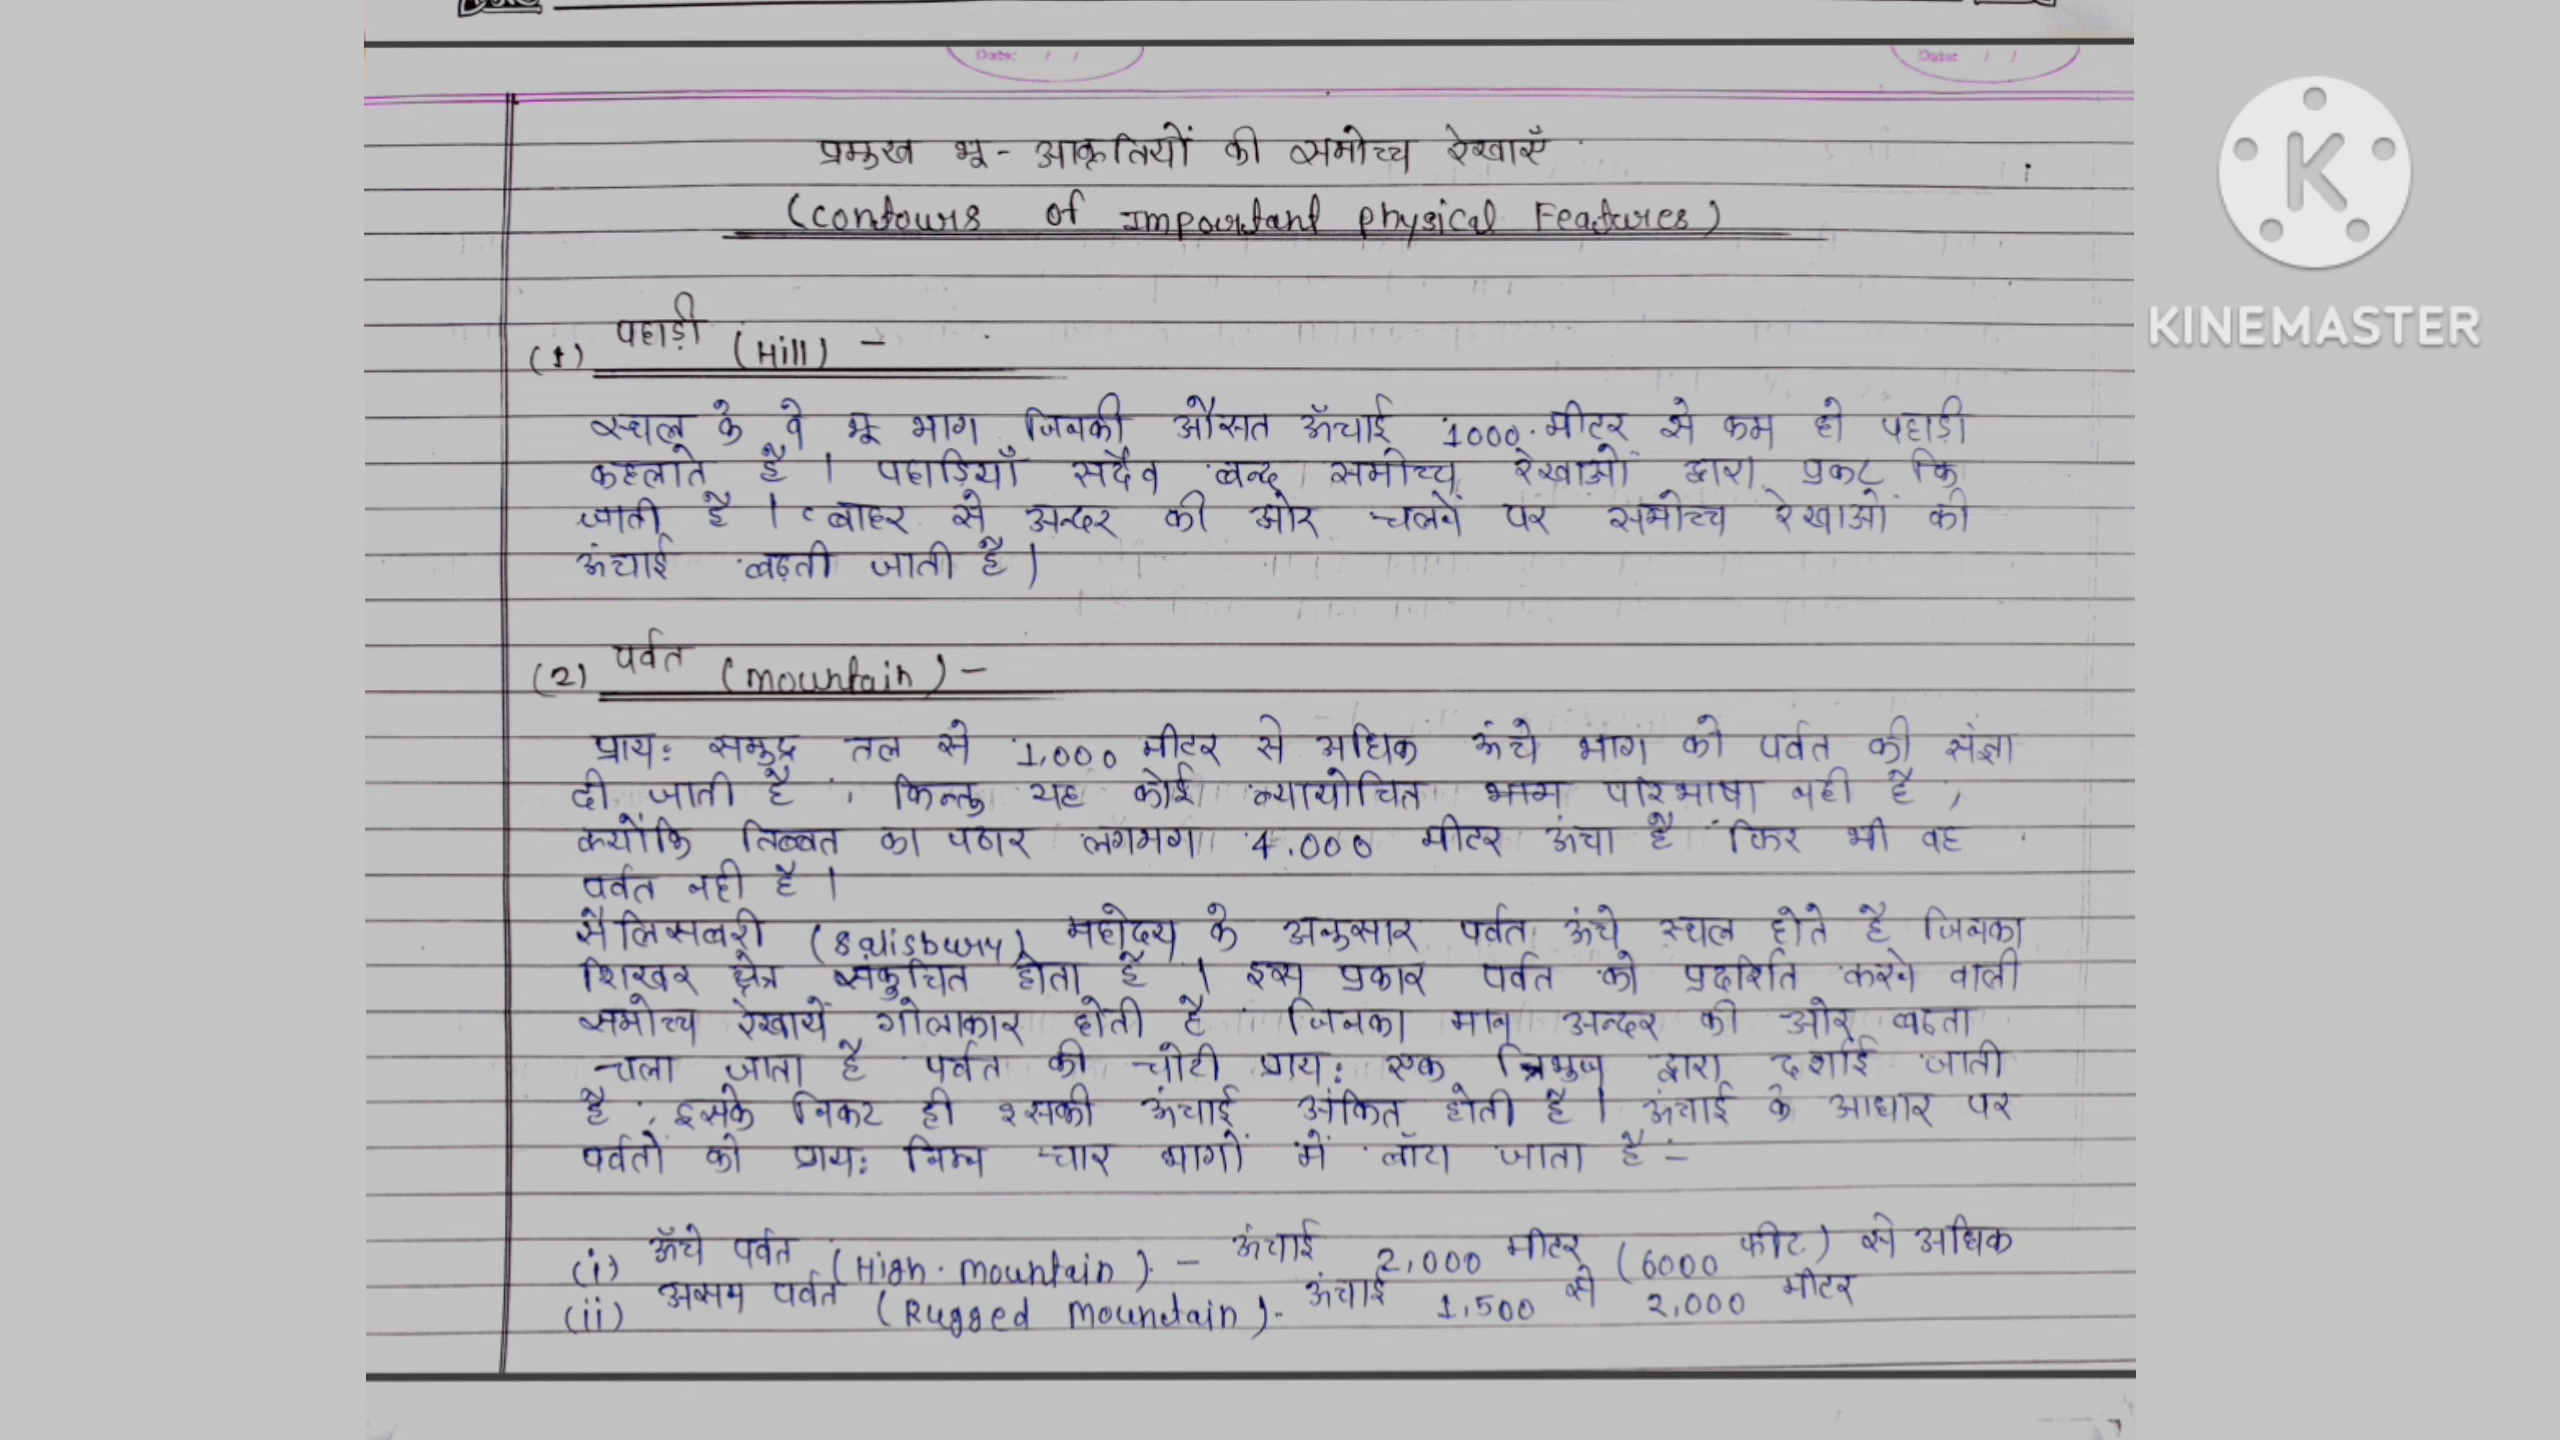 Date: / /
Date: / /
प्रमुख भू - आकृतियों की समोच्च रेखाएँ
(Contours of Important Physical Features)
(1) पहाड़ी (Hill) -
स्थल के वे भू भाग जिनकी औसत ऊँचाई 1000 मीटर से कम हो पहाड़ी
कहलाते है । पहाड़ियाँ सदैव बन्द समोच्च रेखाओं द्वारा प्रकट कि
जाती है । बाहर से अन्दर की ओर चलने पर समोच्च रेखाओं की
ऊंचाई बढ़ती जाती है ।
(2) पर्वत (mountain) -
प्राय: समुद्र तल से 1,000 मीटर से अधिक ऊंचे भाग को पर्वत की संज्ञा
दी जाती है , किन्तु यह कोई न्यायोचित परिभाषा नही है ,
क्योंकि तिब्बत का पठार लगभग 4,000 मीटर ऊंचा है फिर भी वह
पर्वत नही है ।
सैलिसबरी (Salisbury) महोदय के अनुसार पर्वत ऊंचे स्थल होते है जिनका
शिखर क्षेत्र संकुचित होता है । इस प्रकार पर्वत को प्रदर्शित करने वाली
समोच्च रेखायें गोलाकार होती है जिनका मान अन्दर की ओर बढता
चला जाता है पर्वत की चोटी प्राय: एक त्रिभुज द्वारा दर्शाई जाती
है , इसके निकट ही इसकी ऊंचाई अंकित होती है । ऊंचाई के आधार पर
पर्वतो को प्राय: निम्न चार भागों में बाँटा जाता है :-
(i) ऊँचे पर्वत (High mountain) - ऊंचाई 2,000 मीटर (6000 फीट) से अधिक
(ii) असम पर्वत (Rugged mountain)- ऊंचाई 1,500 से 2,000 मीटर
K
KINEMASTER